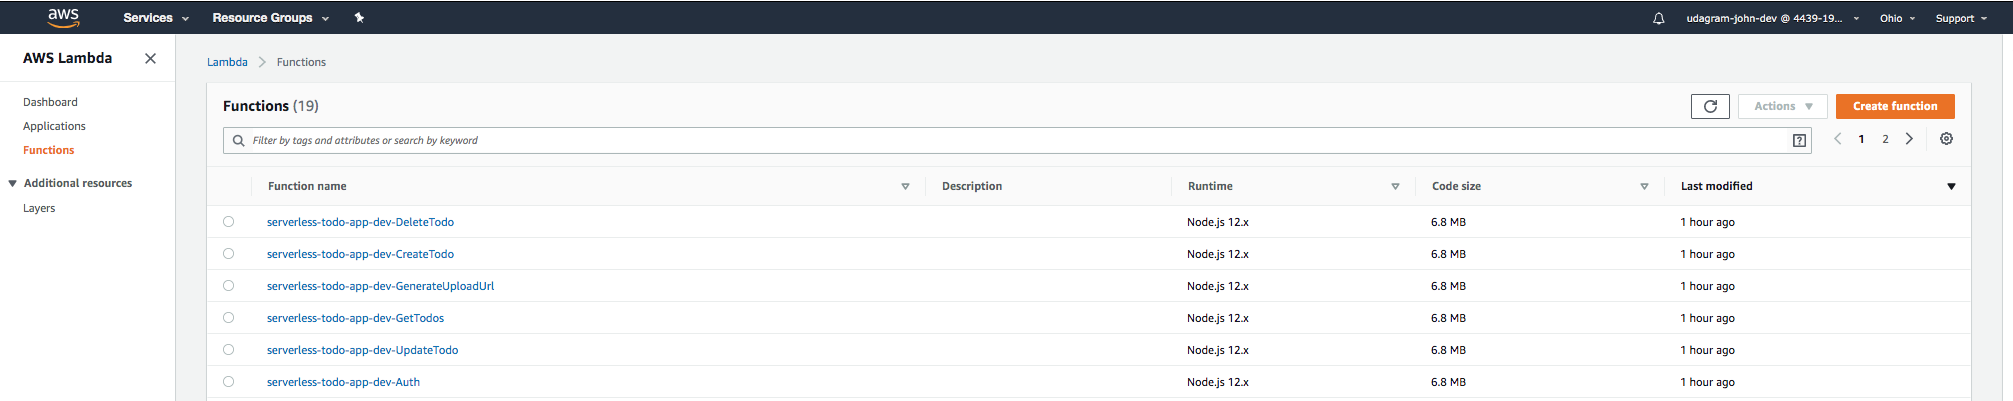 aws Services Resource Groups udagram-john-dev @ 4439-19... Ohio Support
AWS Lambda
Dashboard
Applications
Functions
Additional resources
Layers
Lambda > Functions
Functions (19) Actions Create function
Filter by tags and attributes or search by keyword ? < 1 2 >
Function name Description Runtime Code size Last modified
serverless-todo-app-dev-DeleteTodo Node.js 12.x 6.8 MB 1 hour ago
serverless-todo-app-dev-CreateTodo Node.js 12.x 6.8 MB 1 hour ago
serverless-todo-app-dev-GenerateUploadUrl Node.js 12.x 6.8 MB 1 hour ago
serverless-todo-app-dev-GetTodos Node.js 12.x 6.8 MB 1 hour ago
serverless-todo-app-dev-UpdateTodo Node.js 12.x 6.8 MB 1 hour ago
serverless-todo-app-dev-Auth Node.js 12.x 6.8 MB 1 hour ago